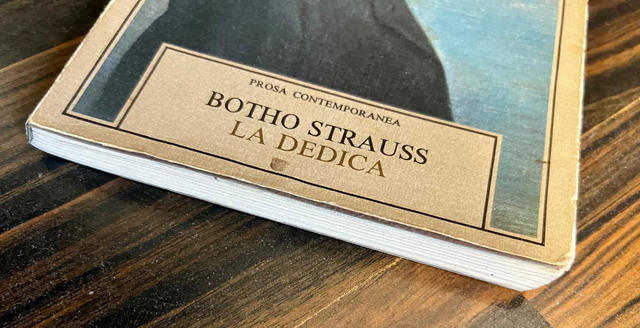 PROSA CONTEMPORANEA
BOTHO STRAUSS
LA DEDICA